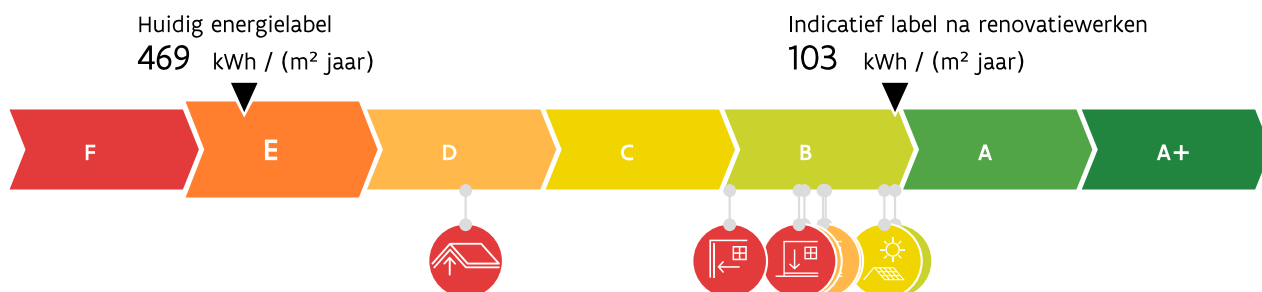 Huidig energielabel
469 kWh / (m² jaar)
Indicatief label na renovatiewerken
103 kWh / (m² jaar)
F E D C B A A+